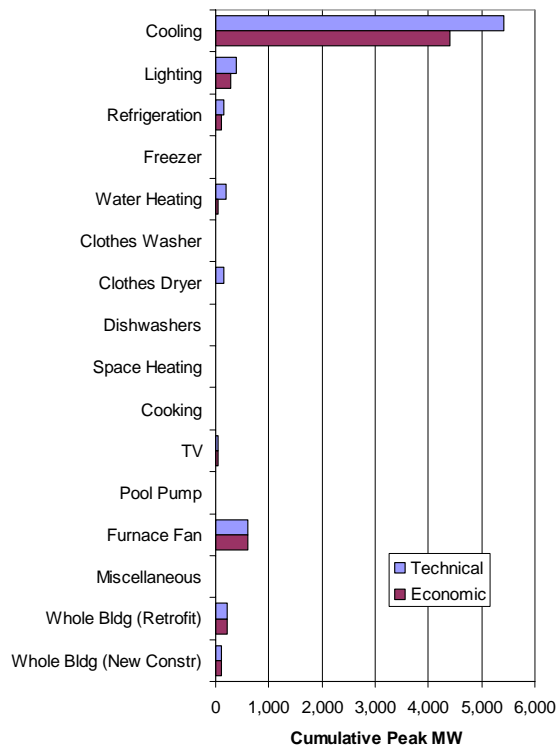 Cooling
Lighting
Refrigeration
Freezer
Water Heating
Clothes Washer
Clothes Dryer
Dishwashers
Space Heating
Cooking
TV
Pool Pump
Furnace Fan
Miscellaneous
Whole Bldg (Retrofit)
Whole Bldg (New Constr)
Technical
Economic
0 1,000 2,000 3,000 4,000 5,000 6,000
Cumulative Peak MW